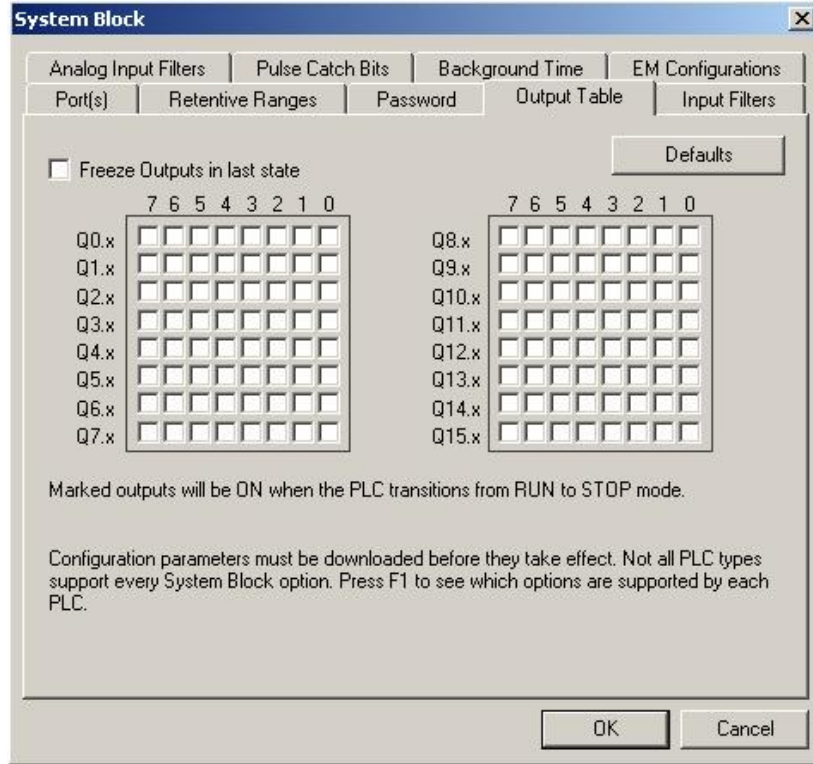 System Block
Analog Input Filters Pulse Catch Bits Background Time EM Configurations
Port(s) Retentive Ranges Password Output Table Input Filters
Defaults
Freeze Outputs in last state
7 6 5 4 3 2 1 0 7 6 5 4 3 2 1 0
Q0.x Q8.x
Q1.x Q9.x
Q2.x Q10.x
Q3.x Q11.x
Q4.x Q12.x
Q5.x Q13.x
Q6.x Q14.x
Q7.x Q15.x
Marked outputs will be ON when the PLC transitions from RUN to STOP mode.
Configuration parameters must be downloaded before they take effect. Not all PLC types
support every System Block option. Press F1 to see which options are supported by each
PLC.
OK Cancel